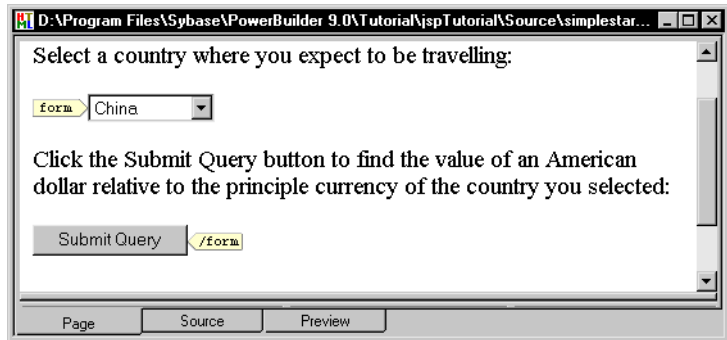 D:\Program Files\Sybase\PowerBuilder 9.0\Tutorial\jspTutorial\Source\simplestar...
Select a country where you expect to be travelling:
form China
Click the Submit Query button to find the value of an American
dollar relative to the principle currency of the country you selected:
Submit Query /form
Page Source Preview